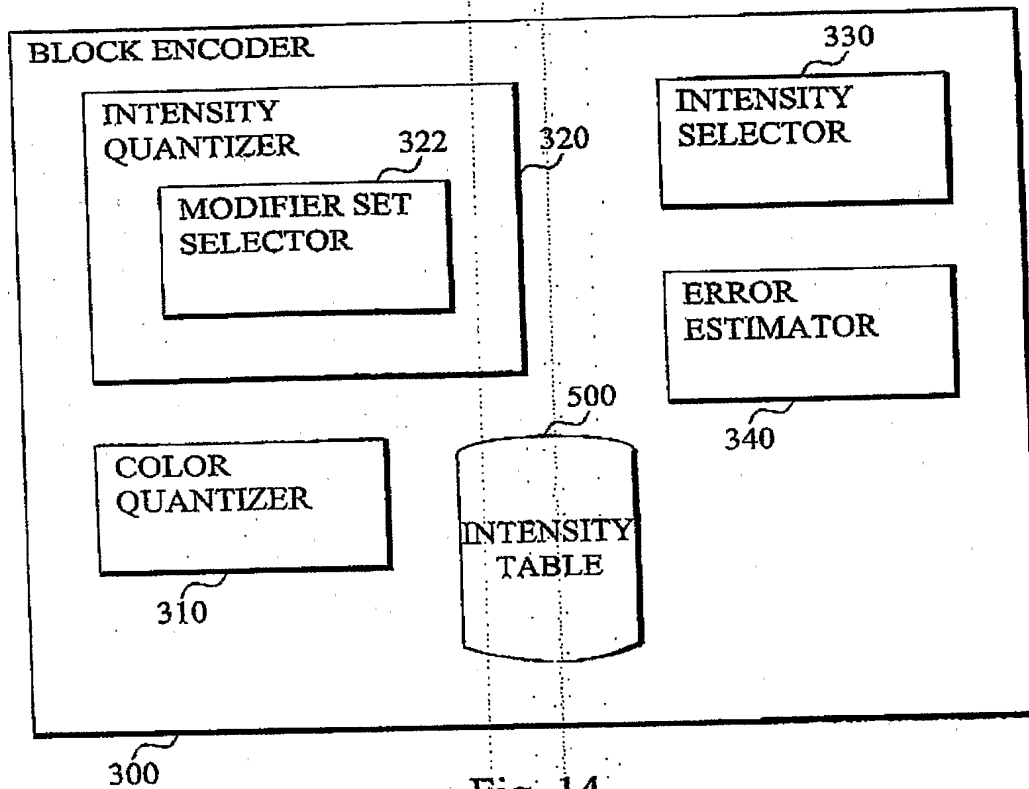 BLOCK ENCODER
330
INTENSITY
QUANTIZER
322
320
INTENSITY
SELECTOR
MODIFIER SET
SELECTOR
ERROR
ESTIMATOR
500
340
COLOR
QUANTIZER
INTENSITY
TABLE
310
300
Fig. 14